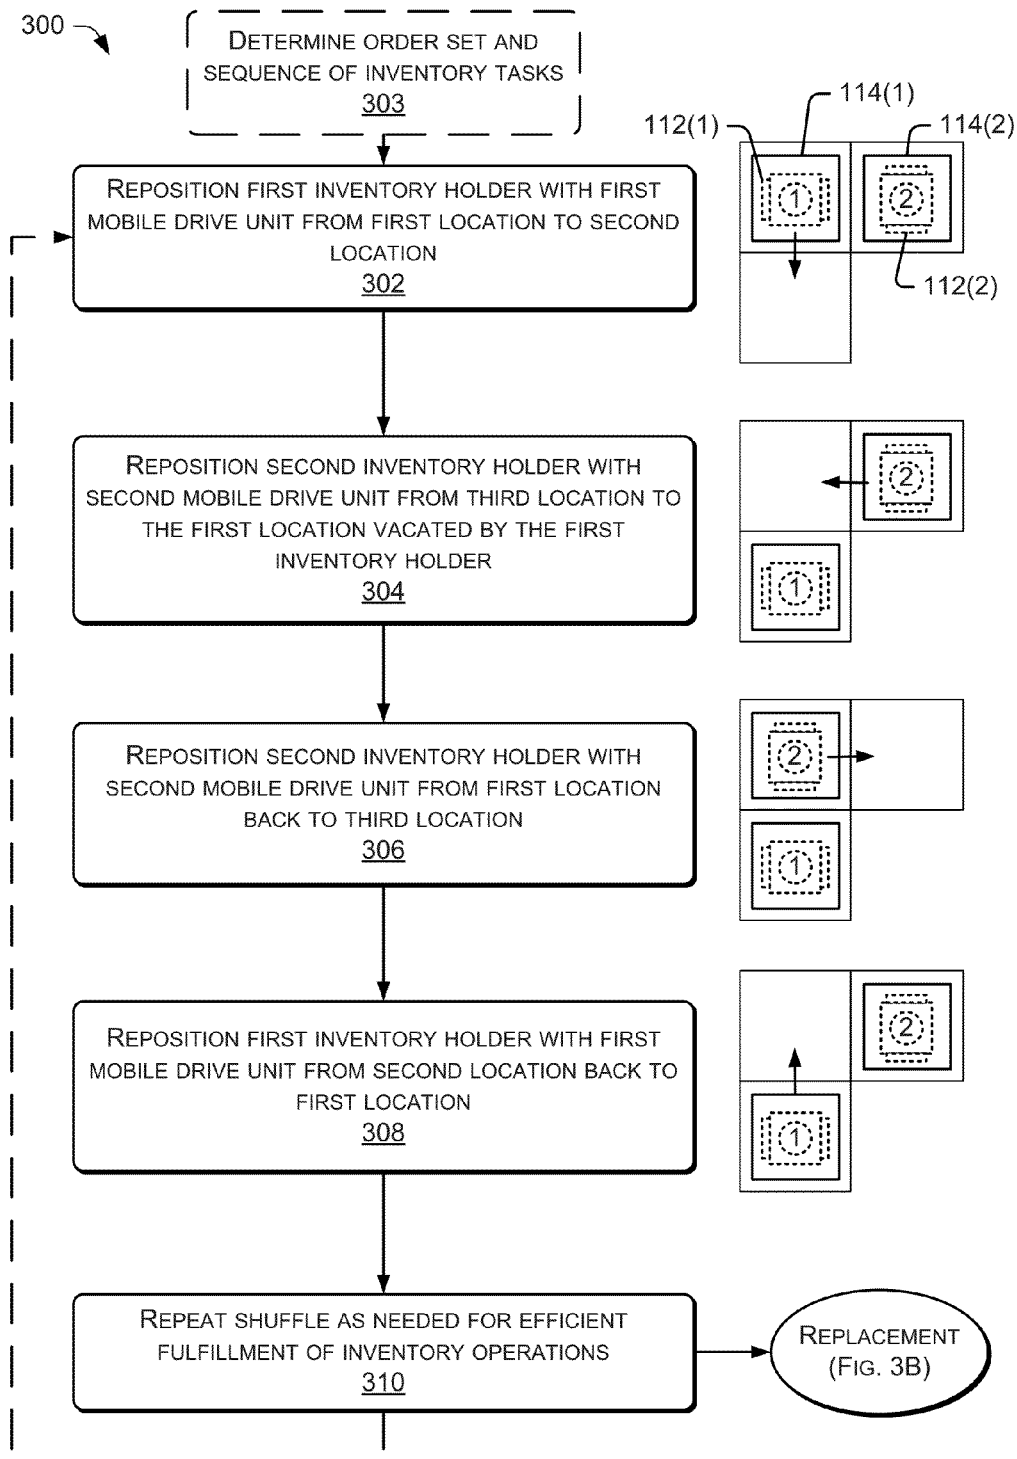 300
DETERMINE ORDER SET AND
SEQUENCE OF INVENTORY TASKS
303
114(1)
112(1)
114(2)
1
2
112(2)
REPOSITION FIRST INVENTORY HOLDER WITH FIRST
MOBILE DRIVE UNIT FROM FIRST LOCATION TO SECOND
LOCATION
302
REPOSITION SECOND INVENTORY HOLDER WITH
SECOND MOBILE DRIVE UNIT FROM THIRD LOCATION TO
THE FIRST LOCATION VACATED BY THE FIRST
INVENTORY HOLDER
304
2
1
REPOSITION SECOND INVENTORY HOLDER WITH
SECOND MOBILE DRIVE UNIT FROM FIRST LOCATION
BACK TO THIRD LOCATION
306
2
1
REPOSITION FIRST INVENTORY HOLDER WITH FIRST
MOBILE DRIVE UNIT FROM SECOND LOCATION BACK TO
FIRST LOCATION
308
2
1
REPEAT SHUFFLE AS NEEDED FOR EFFICIENT
FULFILLMENT OF INVENTORY OPERATIONS
310
REPLACEMENT
(FIG. 3B)